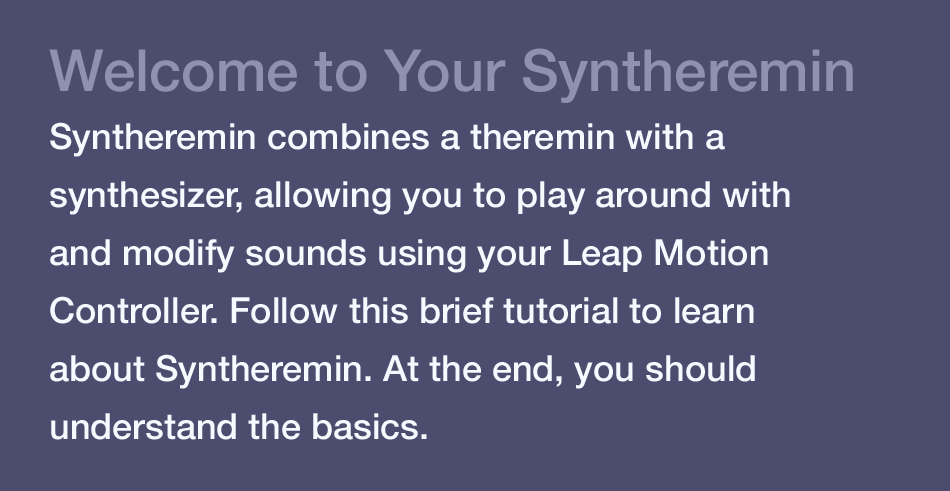 Welcome to Your Syntheremin
Syntheremin combines a theremin with a
synthesizer, allowing you to play around with
and modify sounds using your Leap Motion
Controller. Follow this brief tutorial to learn
about Syntheremin. At the end, you should
understand the basics.